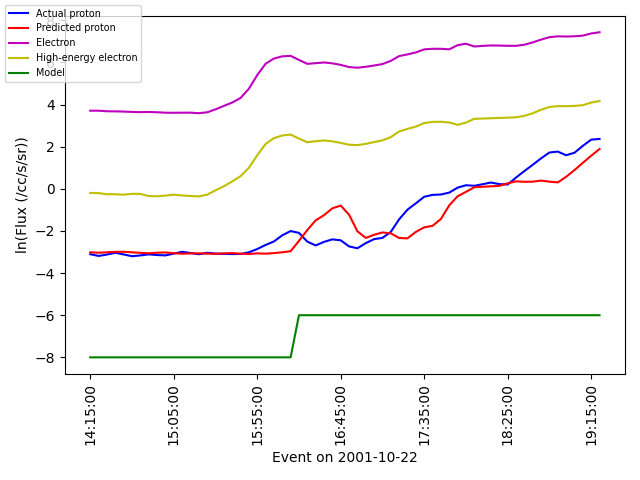 Actual proton
Predicted proton
Electron
High-energy electron
Model
4
2
0
−2
−4
−6
−8
ln(Flux (/cc/s/sr))
14:15:00
15:05:00
15:55:00
16:45:00
17:35:00
18:25:00
19:15:00
Event on 2001-10-22